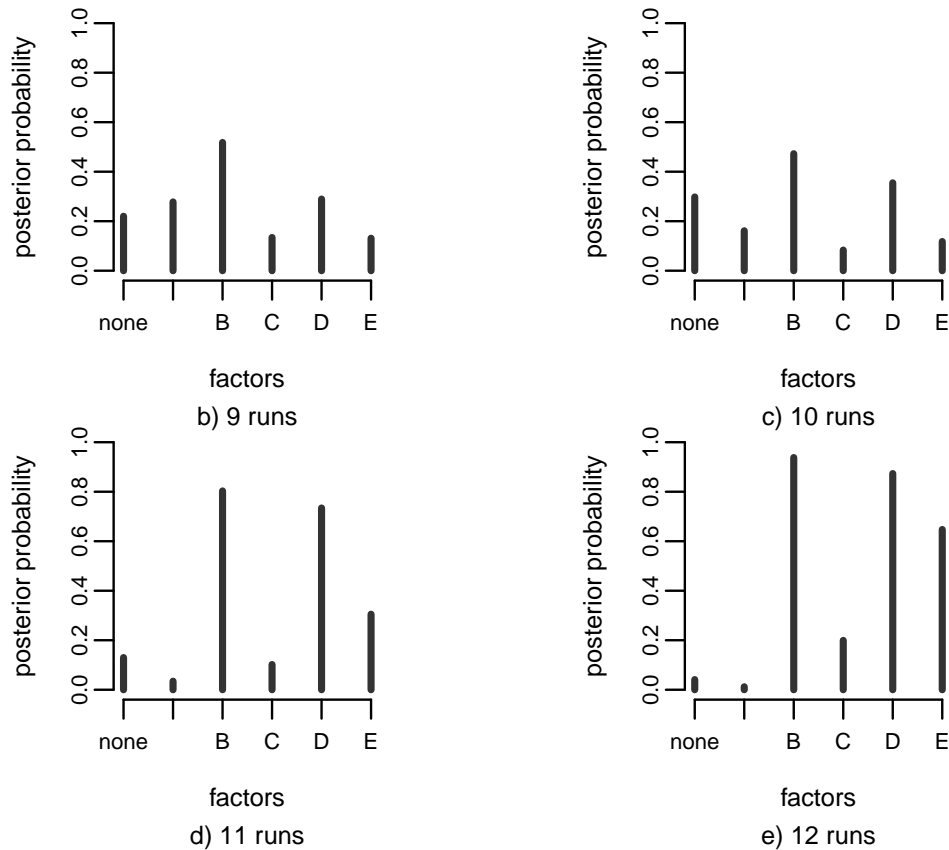 posterior probability
0.0 0.2 0.4 0.6 0.8 1.0
none B C D E
factors
b) 9 runs
posterior probability
0.0 0.2 0.4 0.6 0.8 1.0
none B C D E
factors
c) 10 runs
posterior probability
0.0 0.2 0.4 0.6 0.8 1.0
none B C D E
factors
d) 11 runs
posterior probability
0.0 0.2 0.4 0.6 0.8 1.0
none B C D E
factors
e) 12 runs